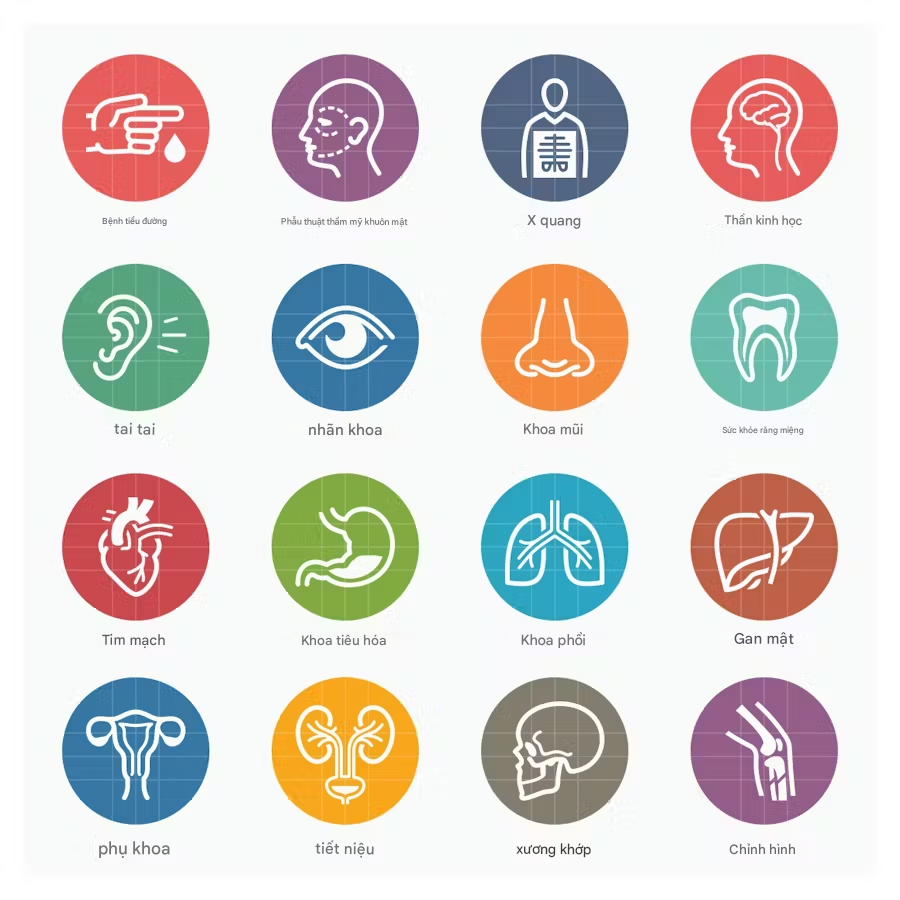 Bệnh tiểu đường
Phẫu thuật thẩm mỹ khuôn mặt
X quang
Thần kinh học
tai tai
nhãn khoa
Khoa mũi
Sức khỏe răng miệng
Tim mạch
Khoa tiêu hóa
Khoa phổi
Gan mật
phụ khoa
tiết niệu
xương khớp
Chỉnh hình